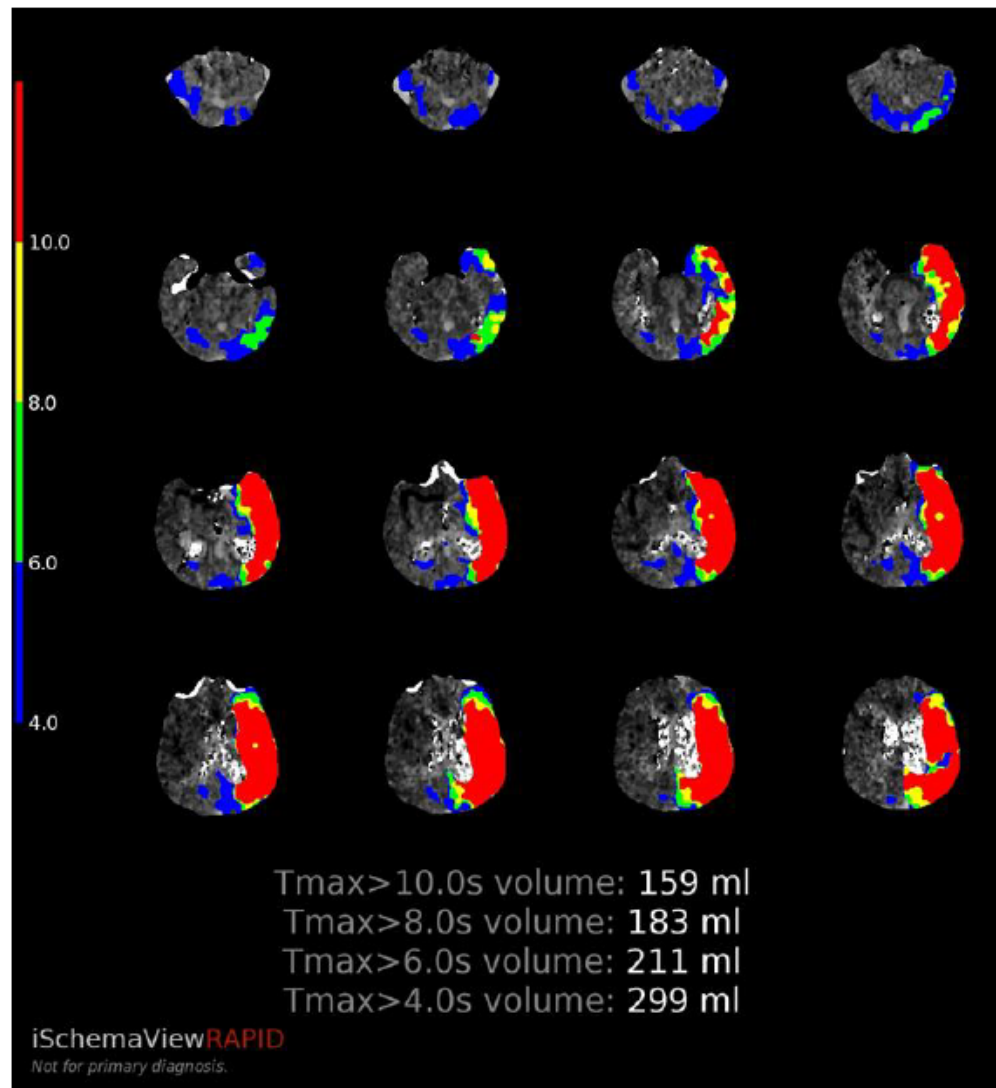 10.0
8.0
6.0
4.0
Tmax>10.0s volume: 159 ml
Tmax>8.0s volume: 183 ml
Tmax>6.0s volume: 211 ml
Tmax>4.0s volume: 299 ml
iSchemaViewRAPID
Not for primary diagnosis.